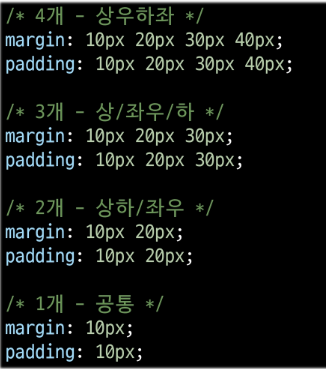 /* 4개 - 상우하좌 */
margin: 10px 20px 30px 40px;
padding: 10px 20px 30px 40px;
/* 3개 - 상/좌우/하 */
margin: 10px 20px 30px;
padding: 10px 20px 30px;
/* 2개 - 상하/좌우 */
margin: 10px 20px;
padding: 10px 20px;
/* 1개 - 공통 */
margin: 10px;
padding: 10px;